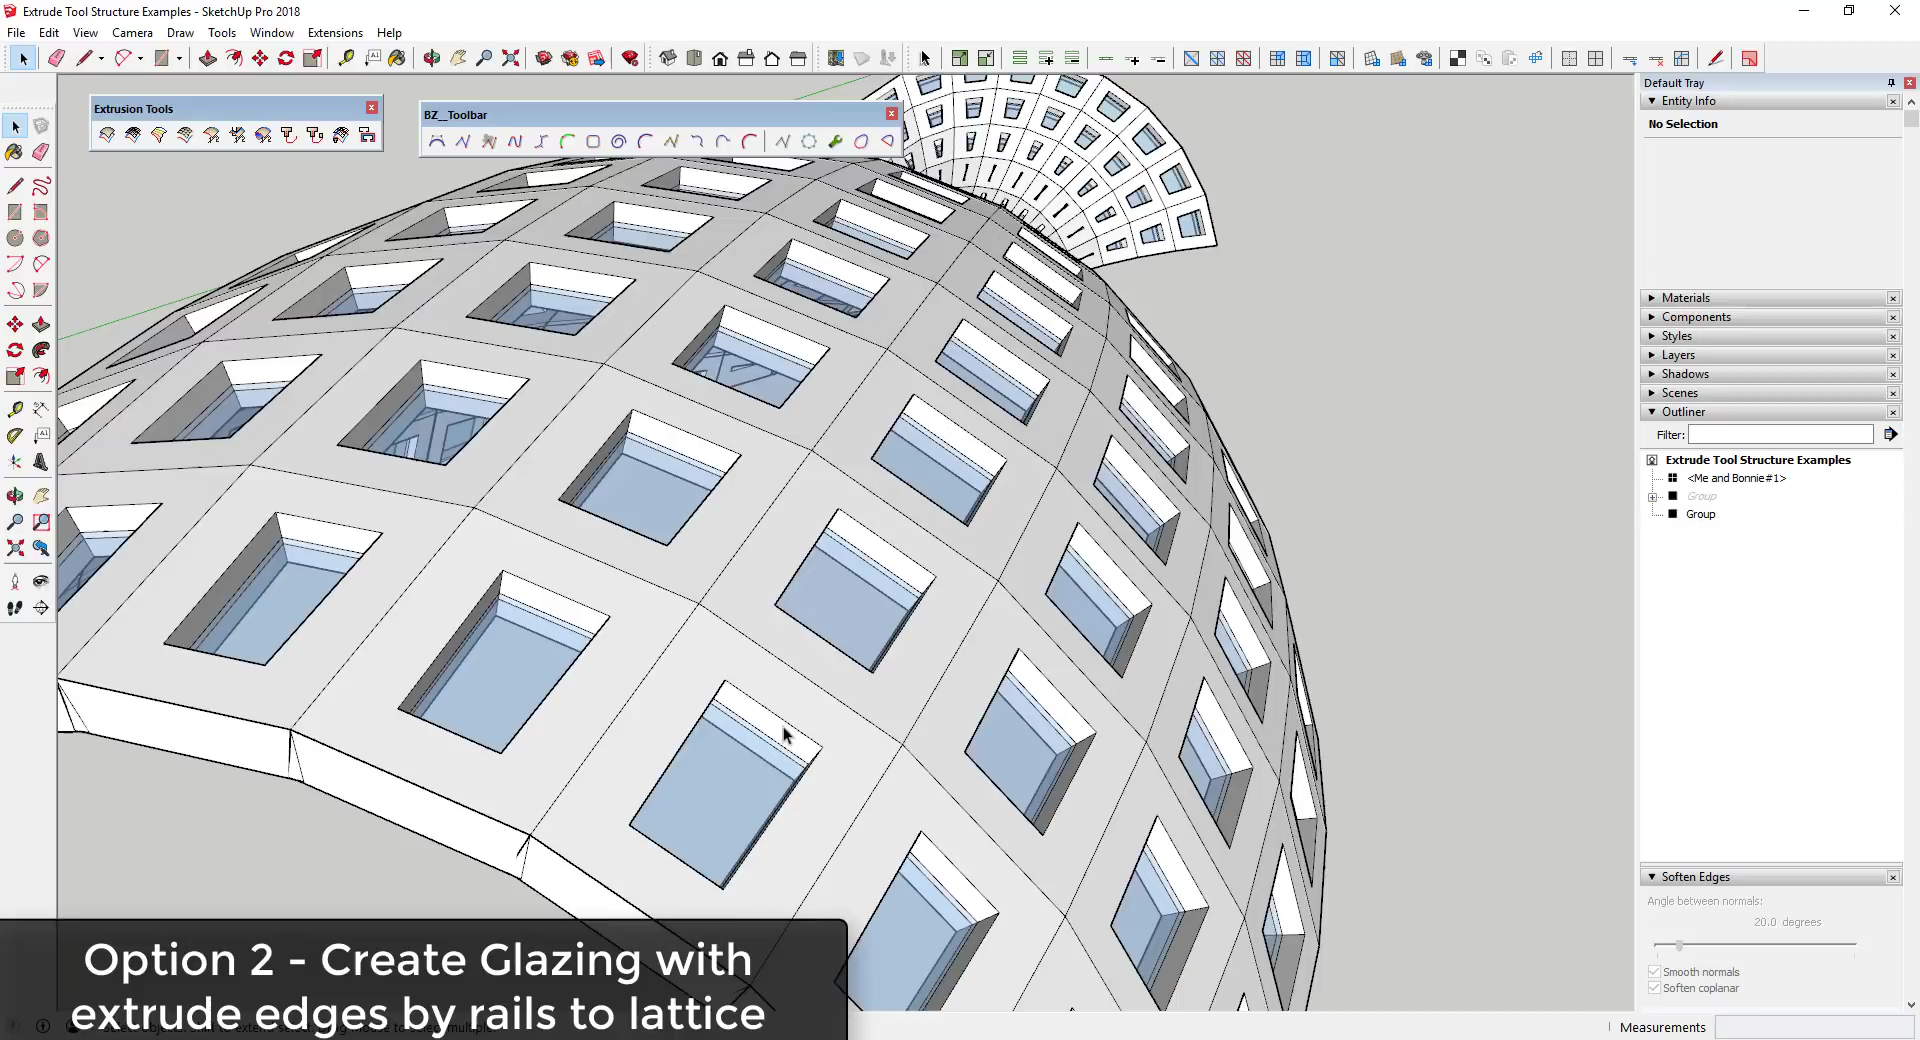 Extrude Tool Structure Examples - SketchUp Pro 2018
File Edit View Camera Draw Tools Window Extensions Help
Default Tray
Entity Info
No Selection
Extrusion Tools
BZ__Toolbar
Materials
Components
Styles
Layers
Shadows
Scenes
Outliner
Filter:
Extrude Tool Structure Examples
<Me and Bonnie#1>
Group
Group
Soften Edges
Angle between normals:
20.0 degrees
Smooth normals
Soften coplanar
Option 2 - Create Glazing with
extrude edges by rails to lattice
Measurements